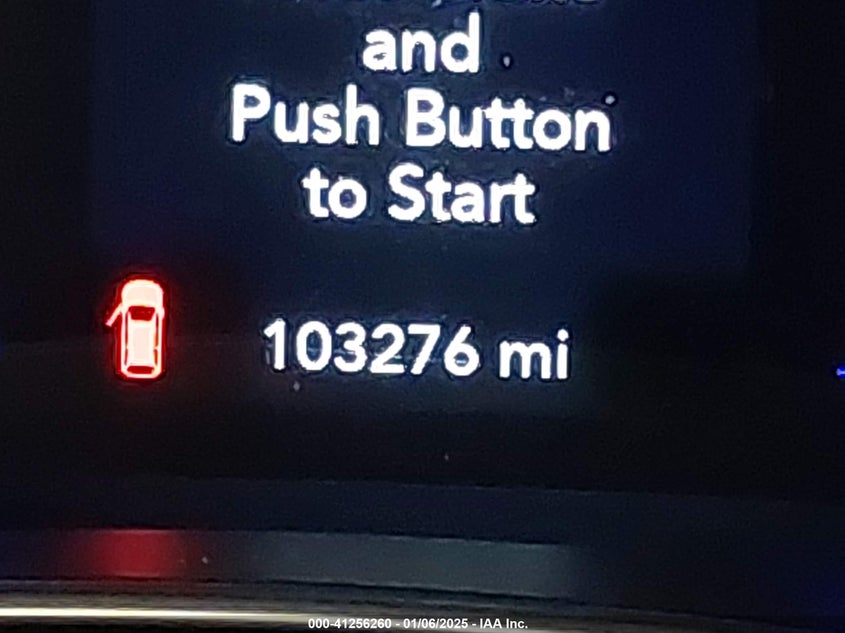 and
Push Button
to Start
103276 mi
000-41256260 - 01/06/2025 - IAA Inc.